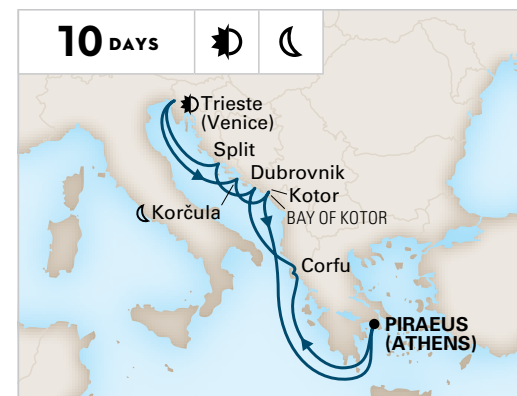 10 DAYS
Trieste
(Venice)
Split
Dubrovnik
Kotor
BAY OF KOTOR
Korčula
Corfu
PIRAEUS
(ATHENS)